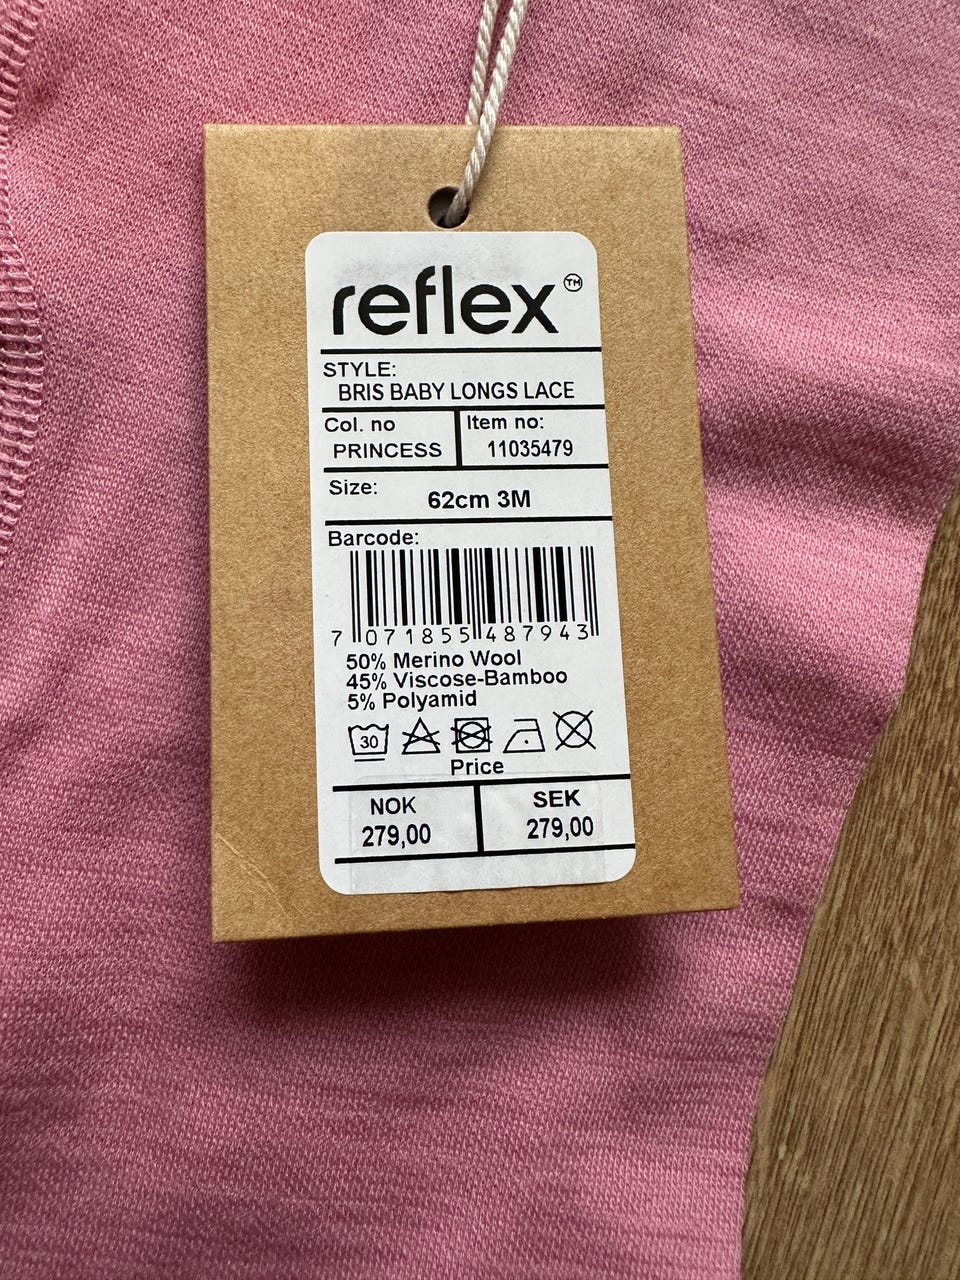 reflex™
STYLE:
BRIS BABY LONGS LACE
Col. no
PRINCESS
Item no:
11035479
Size:
62cm 3M
Barcode:
7 071855 487943
50% Merino Wool
45% Viscose-Bamboo
5% Polyamid
30
Price
NOK
279,00
SEK
279,00